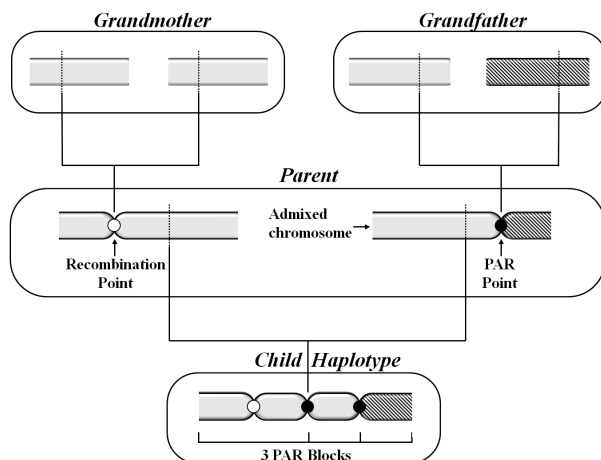 Grandmother
Grandfather
Parent
Admixed
chromosome
Recombination
Point
PAR
Point
Child Haplotype
3 PAR Blocks